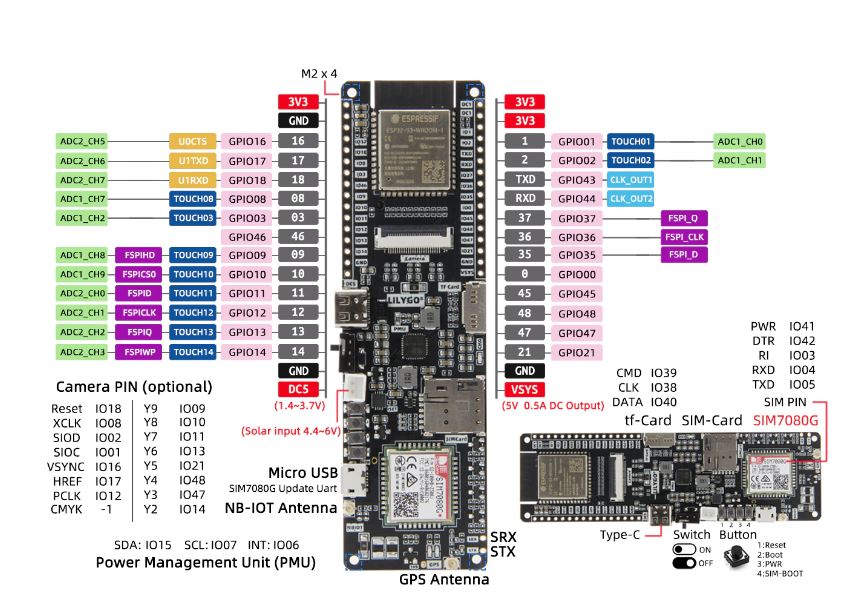 M2 x 4
3V3
GND
ADC2_CH5 U0CTS GPIO16 16
ADC2_CH6 U1TXD GPIO17 17
ADC2_CH7 U1RXD GPIO18 18
ADC1_CH7 TOUCH08 GPIO08 08
ADC1_CH2 TOUCH03 GPIO03 03
GPIO46 46
ADC1_CH8 FSPIHD TOUCH09 GPIO09 09
ADC1_CH9 FSPICS0 TOUCH10 GPIO10 10
ADC2_CH0 FSPID TOUCH11 GPIO11 11
ADC2_CH1 FSPICLK TOUCH12 GPIO12 12
ADC2_CH2 FSPIQ TOUCH13 GPIO13 13
ADC2_CH3 FSPIWP TOUCH14 GPIO14 14
GND
DC5
(1.4~3.7V)
(Solar input 4.4~6V)
3V3
3V3
1 GPIO01 TOUCH01 ADC1_CH0
2 GPIO02 TOUCH02 ADC1_CH1
TXD GPIO43 CLK_OUT1
RXD GPIO44 CLK_OUT2
37 GPIO37 FSPI_Q
36 GPIO36 FSPI_CLK
35 GPIO35 FSPI_D
0 GPIO00
45 GPIO45
48 GPIO48
47 GPIO47
21 GPIO21
GND
VSYS
(5V 0.5A DC Output)
ESPRESSIF
ESP32-S3-WROOM-1
Camera
DC5
TF Card
LILYGO
PMU
SIMCard
SIM7080G
NB-IOT
GPS
Camera PIN (optional)
Reset IO18 Y9 IO09
XCLK IO08 Y8 IO10
SIOD IO02 Y7 IO11
SIOC IO01 Y6 IO13
VSYNC IO16 Y5 IO21
HREF IO17 Y4 IO48
PCLK IO12 Y3 IO47
CMYK -1 Y2 IO14
Micro USB
SIM7080G Update Uart
NB-IOT Antenna
SDA: IO15 SCL:IO07 INT: IO06
Power Management Unit (PMU)
SRX
STX
GPS Antenna
PWR IO41
DTR IO42
RI IO03
RXD IO04
TXD IO05
SIM PIN
CMD IO39
CLK IO38
DATA IO40
tf-Card SIM-Card SIM7080G
Type-C
Switch
ON
OFF
1 2 3 4
Button
1:Reset
2:Boot
3:PWR
4:SIM-BOOT